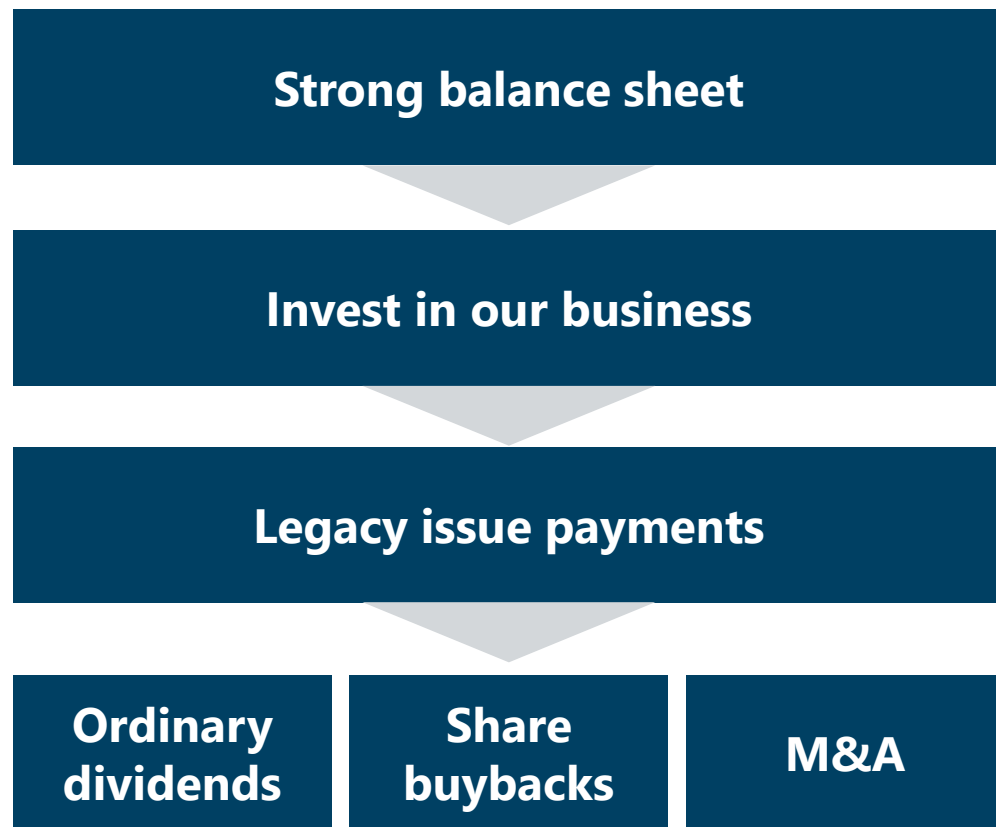 Strong balance sheet
Invest in our business
Legacy issue payments
Ordinary
dividends
Share
buybacks
M&A